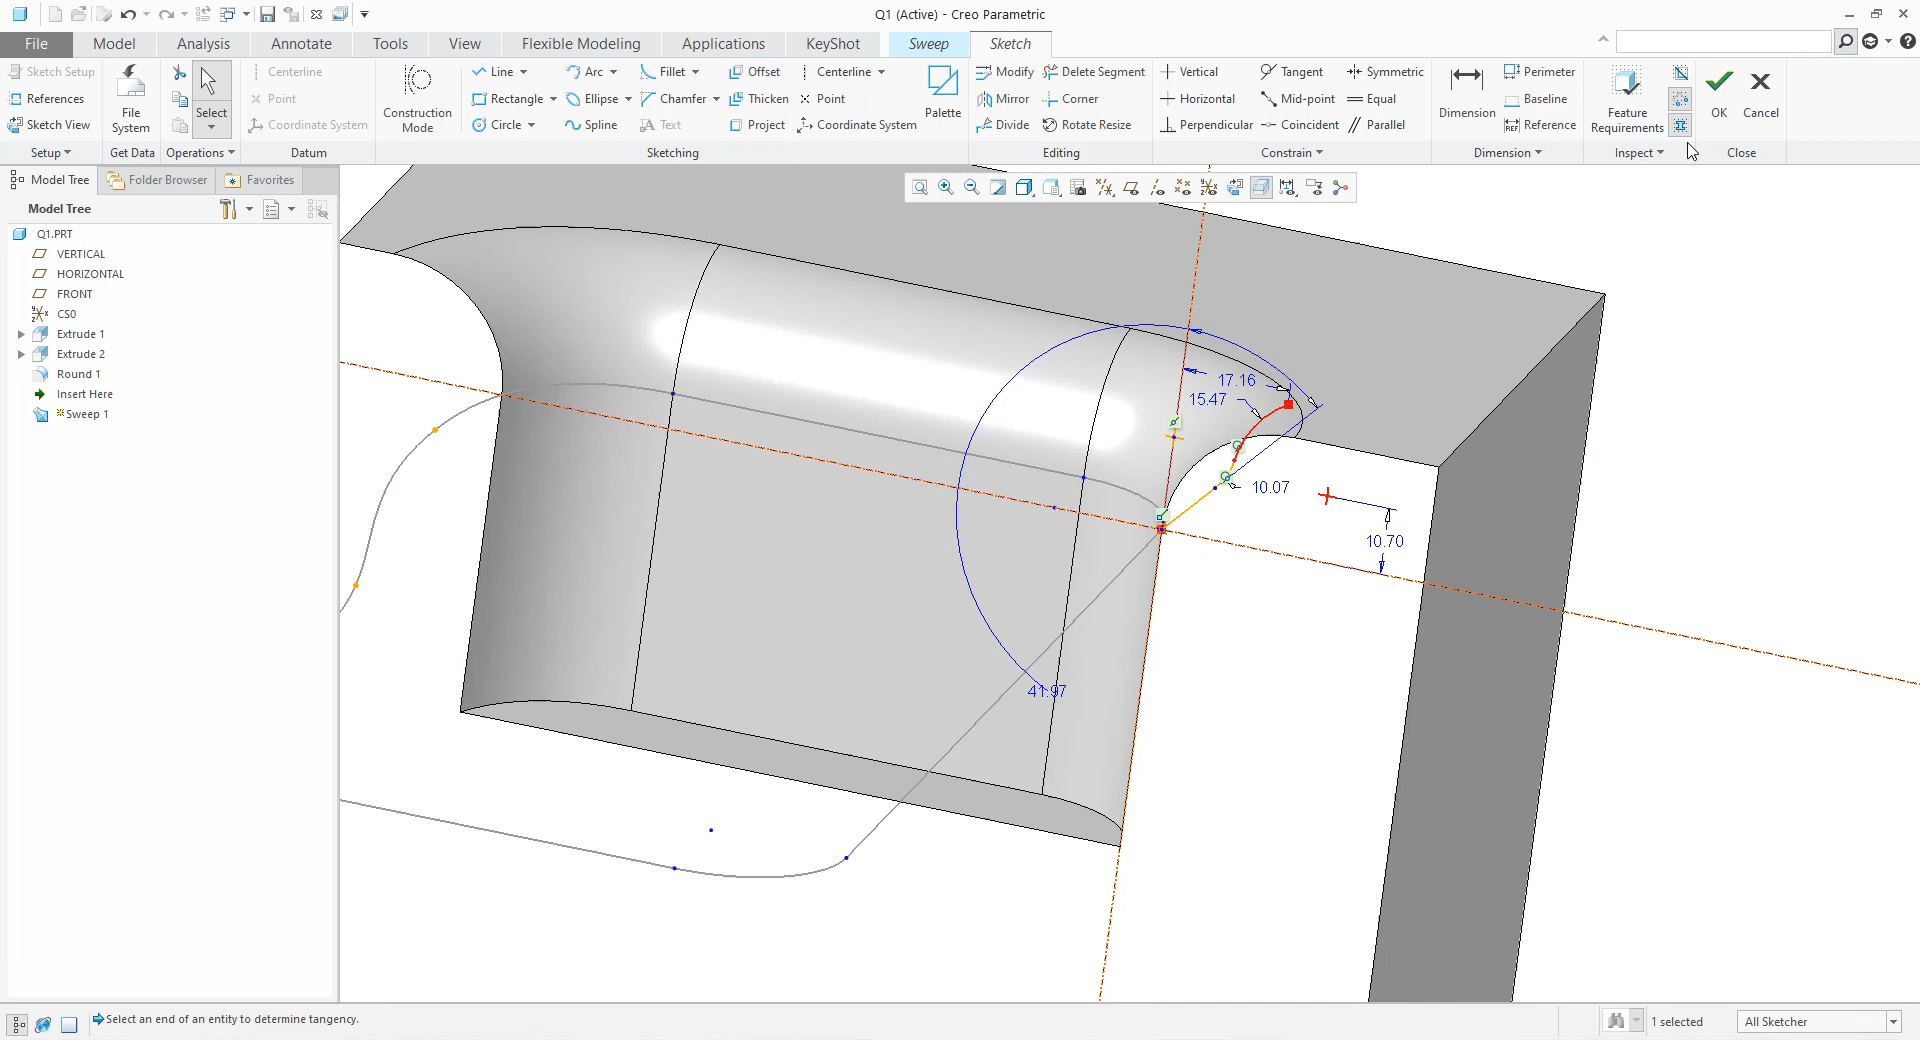 Q1 (Active) - Creo Parametric
File Model Analysis Annotate Tools View Flexible Modeling Applications KeyShot Sweep Sketch
Sketch Setup
References
Sketch View
Setup
File System
Get Data
Select
Operations
Centerline
Point
Coordinate System
Datum
Construction Mode
Line Arc Fillet Offset Centerline
Rectangle Ellipse Chamfer Thicken Point
Circle Spline Text Project Coordinate System
Palette
Sketching
Modify Delete Segment
Mirror Corner
Divide Rotate Resize
Editing
Vertical Tangent Symmetric
Horizontal Mid-point Equal
Perpendicular Coincident Parallel
Constrain
Dimension
Perimeter
Baseline
REF Reference
Dimension
Feature Requirements
Inspect
OK Cancel
Close
Model Tree Folder Browser Favorites
Model Tree
Q1.PRT
VERTICAL
HORIZONTAL
FRONT
CS0
Extrude 1
Extrude 2
Round 1
Insert Here
Sweep 1
17.16
15.47
10.07
10.70
41.97
Select an end of an entity to determine tangency.
1 selected
All Sketcher